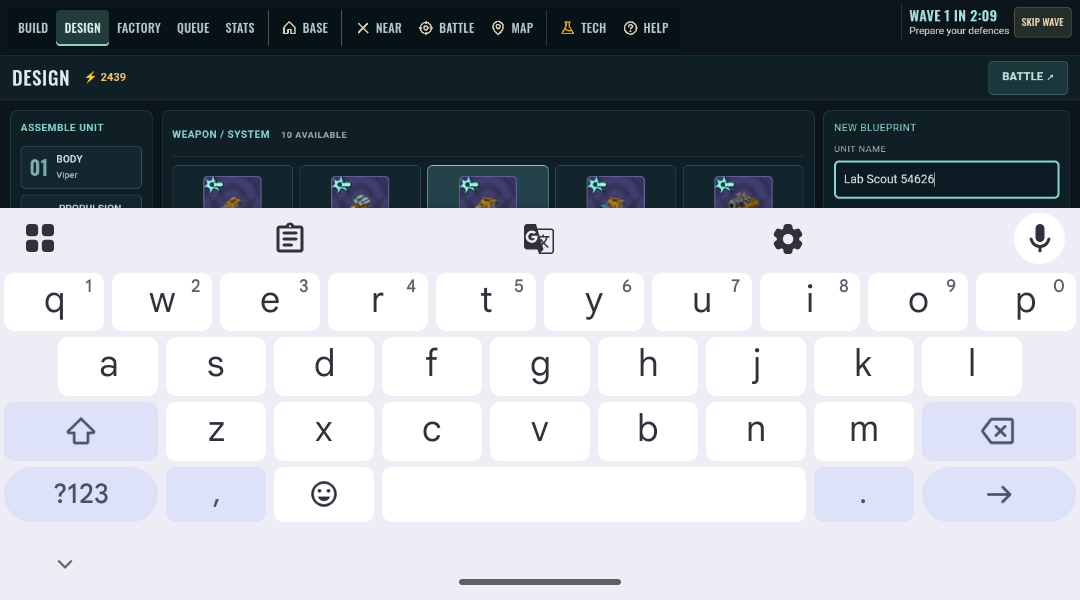 BUILD DESIGN FACTORY QUEUE STATS BASE NEAR BATTLE MAP TECH HELP
WAVE 1 IN 2:09
Prepare your defences
SKIP WAVE
DESIGN 2439
BATTLE ↗
ASSEMBLE UNIT
01 BODY
Viper
PROPULSION
WEAPON / SYSTEM 10 AVAILABLE
NEW BLUEPRINT
UNIT NAME
Lab Scout 54626
q 1 w 2 e 3 r 4 t 5 y 6 u 7 i 8 o 9 p 0
a s d f g h j k l
z x c v b n m
?123 , .